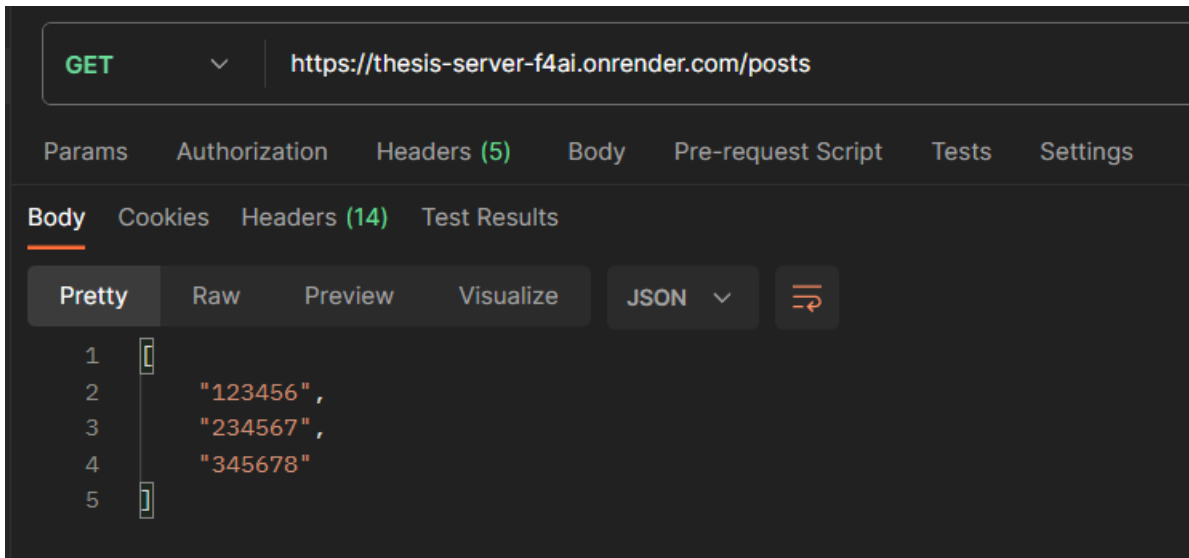 GET https://thesis-server-f4ai.onrender.com/posts
Params Authorization Headers (5) Body Pre-request Script Tests Settings
Body Cookies Headers (14) Test Results
Pretty Raw Preview Visualize JSON
1 [
2 "123456",
3 "234567",
4 "345678"
5 ]